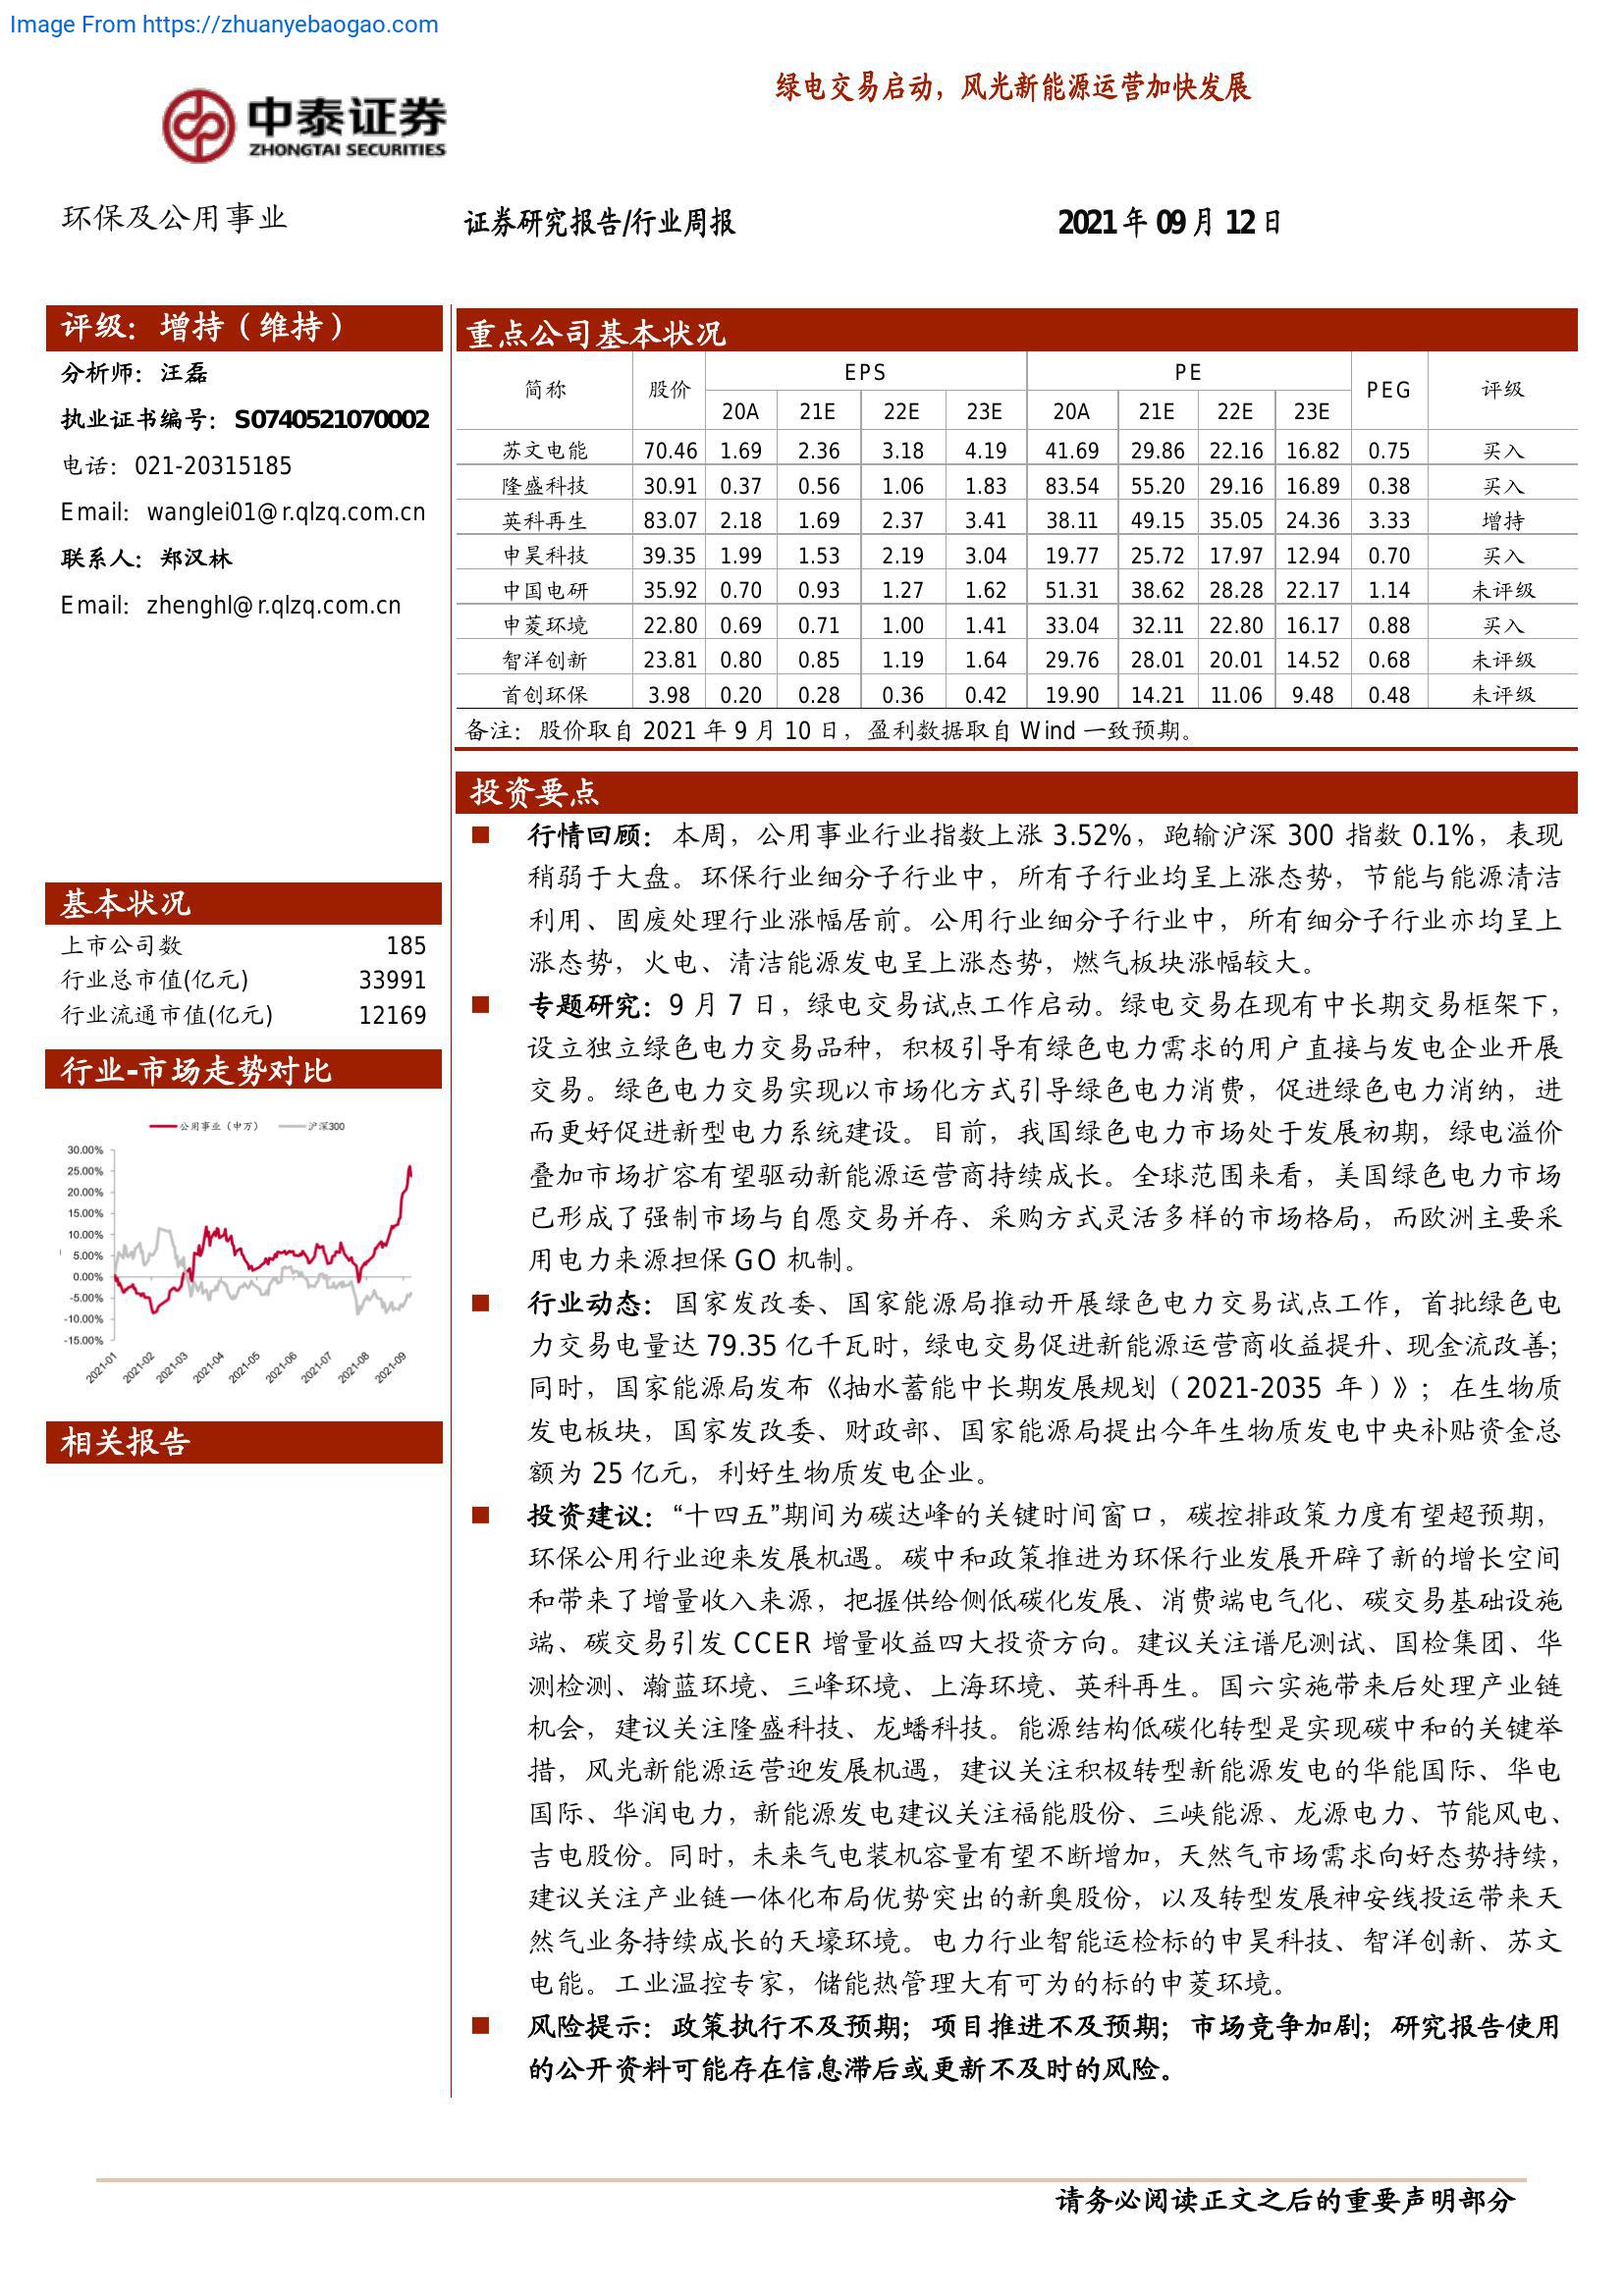 Image From https://zhuanyebaogao.com
绿电交易启动，风光新能源运营加快发展
中泰证券
ZHONGTAI SECURITIES
环保及公用事业
证券研究报告/行业周报
2021 年 09 月 12 日
评级：增持（维持）
分析师：汪磊
执业证书编号：S0740521070002
电话：021-20315185
Email：wanglei01@r.qlzq.com.cn
联系人：郑汉林
Email：zhenghl@r.qlzq.com.cn
基本状况
上市公司数 185
行业总市值(亿元) 33991
行业流通市值(亿元) 12169
行业-市场走势对比
公用事业（申万） 沪深300
30.00%
25.00%
20.00%
15.00%
10.00%
5.00%
0.00%
-5.00%
-10.00%
-15.00%
2021-01 2021-02 2021-03 2021-04 2021-05 2021-06 2021-07 2021-08 2021-09
相关报告
重点公司基本状况
简称 股价 EPS PE PEG 评级
20A 21E 22E 23E 20A 21E 22E 23E
苏文电能 70.46 1.69 2.36 3.18 4.19 41.69 29.86 22.16 16.82 0.75 买入
隆盛科技 30.91 0.37 0.56 1.06 1.83 83.54 55.20 29.16 16.89 0.38 买入
英科再生 83.07 2.18 1.69 2.37 3.41 38.11 49.15 35.05 24.36 3.33 增持
申昊科技 39.35 1.99 1.53 2.19 3.04 19.77 25.72 17.97 12.94 0.70 买入
中国电研 35.92 0.70 0.93 1.27 1.62 51.31 38.62 28.28 22.17 1.14 未评级
申菱环境 22.80 0.69 0.71 1.00 1.41 33.04 32.11 22.80 16.17 0.88 买入
智洋创新 23.81 0.80 0.85 1.19 1.64 29.76 28.01 20.01 14.52 0.68 未评级
首创环保 3.98 0.20 0.28 0.36 0.42 19.90 14.21 11.06 9.48 0.48 未评级
备注：股价取自 2021 年 9 月 10 日，盈利数据取自 Wind 一致预期。
投资要点
行情回顾：本周，公用事业行业指数上涨 3.52%，跑输沪深 300 指数 0.1%，表现
稍弱于大盘。环保行业细分子行业中，所有子行业均呈上涨态势，节能与能源清洁
利用、固废处理行业涨幅居前。公用行业细分子行业中，所有细分子行业亦均呈上
涨态势，火电、清洁能源发电呈上涨态势，燃气板块涨幅较大。
专题研究：9 月 7 日，绿电交易试点工作启动。绿电交易在现有中长期交易框架下，
设立独立绿色电力交易品种，积极引导有绿色电力需求的用户直接与发电企业开展
交易。绿色电力交易实现以市场化方式引导绿色电力消费，促进绿色电力消纳，进
而更好促进新型电力系统建设。目前，我国绿色电力市场处于发展初期，绿电溢价
叠加市场扩容有望驱动新能源运营商持续成长。全球范围来看，美国绿色电力市场
已形成了强制市场与自愿交易并存、采购方式灵活多样的市场格局，而欧洲主要采
用电力来源担保 GO 机制。
行业动态：国家发改委、国家能源局推动开展绿色电力交易试点工作，首批绿色电
力交易电量达 79.35 亿千瓦时，绿电交易促进新能源运营商收益提升、现金流改善；
同时，国家能源局发布《抽水蓄能中长期发展规划（2021-2035 年）》；在生物质
发电板块，国家发改委、财政部、国家能源局提出今年生物质发电中央补贴资金总
额为 25 亿元，利好生物质发电企业。
投资建议：“十四五”期间为碳达峰的关键时间窗口，碳控排政策力度有望超预期，
环保公用行业迎来发展机遇。碳中和政策推进为环保行业发展开辟了新的增长空间
和带来了增量收入来源，把握供给侧低碳化发展、消费端电气化、碳交易基础设施
端、碳交易引发 CCER 增量收益四大投资方向。建议关注谱尼测试、国检集团、华
测检测、瀚蓝环境、三峰环境、上海环境、英科再生。国六实施带来后处理产业链
机会，建议关注隆盛科技、龙蟠科技。能源结构低碳化转型是实现碳中和的关键举
措，风光新能源运营迎发展机遇，建议关注积极转型新能源发电的华能国际、华电
国际、华润电力，新能源发电建议关注福能股份、三峡能源、龙源电力、节能风电、
吉电股份。同时，未来气电装机容量有望不断增加，天然气市场需求向好态势持续，
建议关注产业链一体化布局优势突出的新奥股份，以及转型发展神安线投运带来天
然气业务持续成长的天壕环境。电力行业智能运检标的申昊科技、智洋创新、苏文
电能。工业温控专家，储能热管理大有可为的标的申菱环境。
风险提示：政策执行不及预期；项目推进不及预期；市场竞争加剧；研究报告使用
的公开资料可能存在信息滞后或更新不及时的风险。
请务必阅读正文之后的重要声明部分